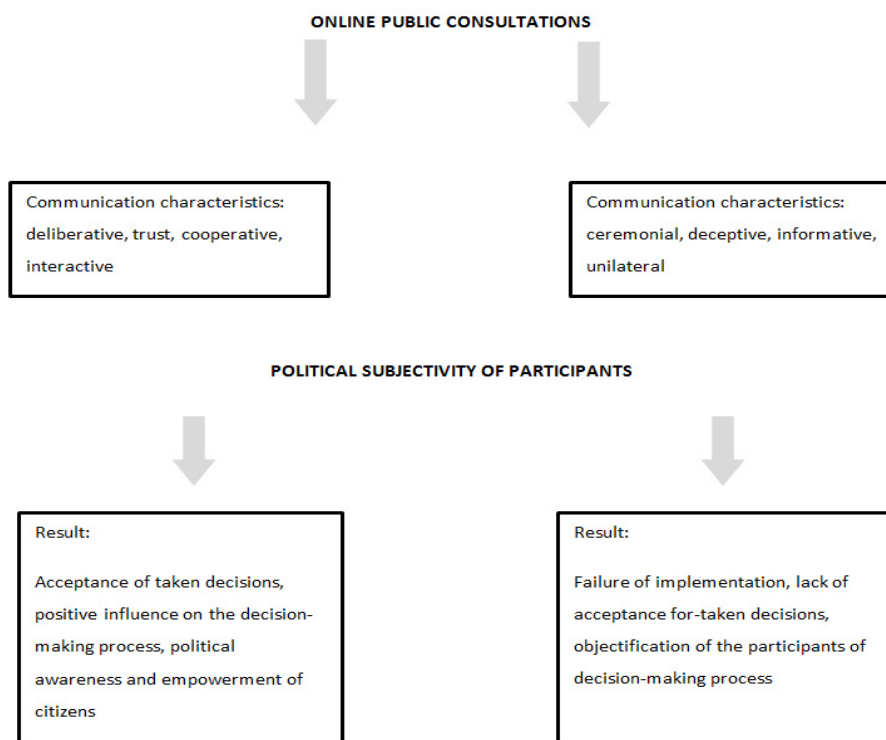 ONLINE PUBLIC CONSULTATIONS
Communication characteristics:
deliberative, trust, cooperative,
interactive
Communication characteristics:
ceremonial, deceptive, informative,
unilateral
POLITICAL SUBJECTIVITY OF PARTICIPANTS
Result:
Acceptance of taken decisions,
positive influence on the decision-
making process, political
awareness and empowerment of
citizens
Result:
Failure of implementation, lack of
acceptance for-taken decisions,
objectification of the participants of
decision-making process